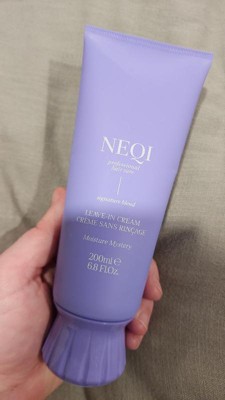 NEQI
professional
hair care
signature blend
LEAVE-IN CREAM
CRÈME SANS RINÇAGE
Moisture Mystery
200ml ℮
6.8 Fl.Oz.